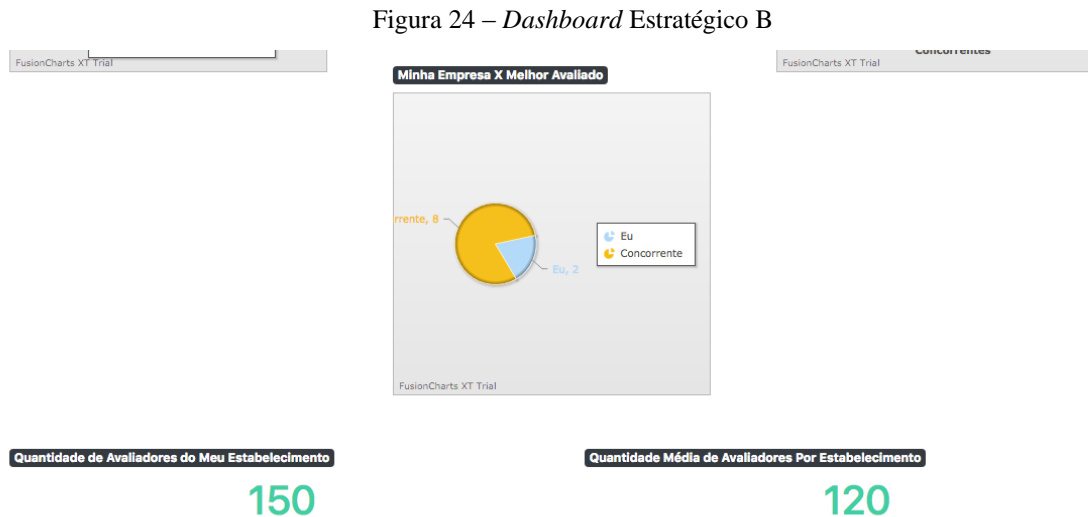 Figura 24 – Dashboard Estratégico B
FusionCharts XT Trial
Concorrentes
FusionCharts XT Trial
Minha Empresa X Melhor Avaliado
rrente, 8
Eu, 2
Eu
Concorrente
FusionCharts XT Trial
Quantidade de Avaliadores do Meu Estabelecimento
150
Quantidade Média de Avaliadores Por Estabelecimento
120